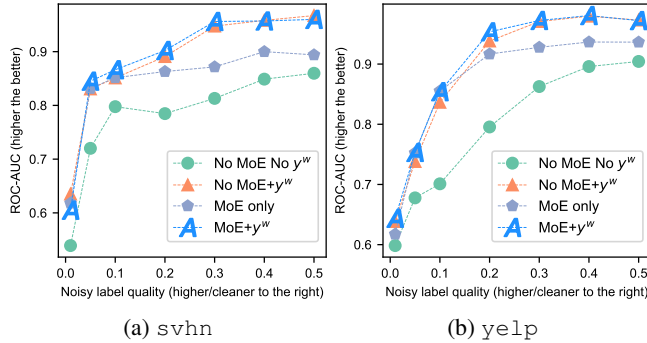 ROC-AUC (higher the better)
0.9
0.8
0.7
0.6
0.0
0.1
0.2
0.3
0.4
0.5
No MoE No y^w
No MoE+y^w
MoE only
MoE+y^w
Noisy label quality (higher/cleaner to the right)
(a) svhn
ROC-AUC (higher the better)
1.0
0.9
0.8
0.7
0.6
0.0
0.1
0.2
0.3
0.4
0.5
No MoE No y^w
No MoE+y^w
MoE only
MoE+y^w
Noisy label quality (higher/cleaner to the right)
(b) yelp